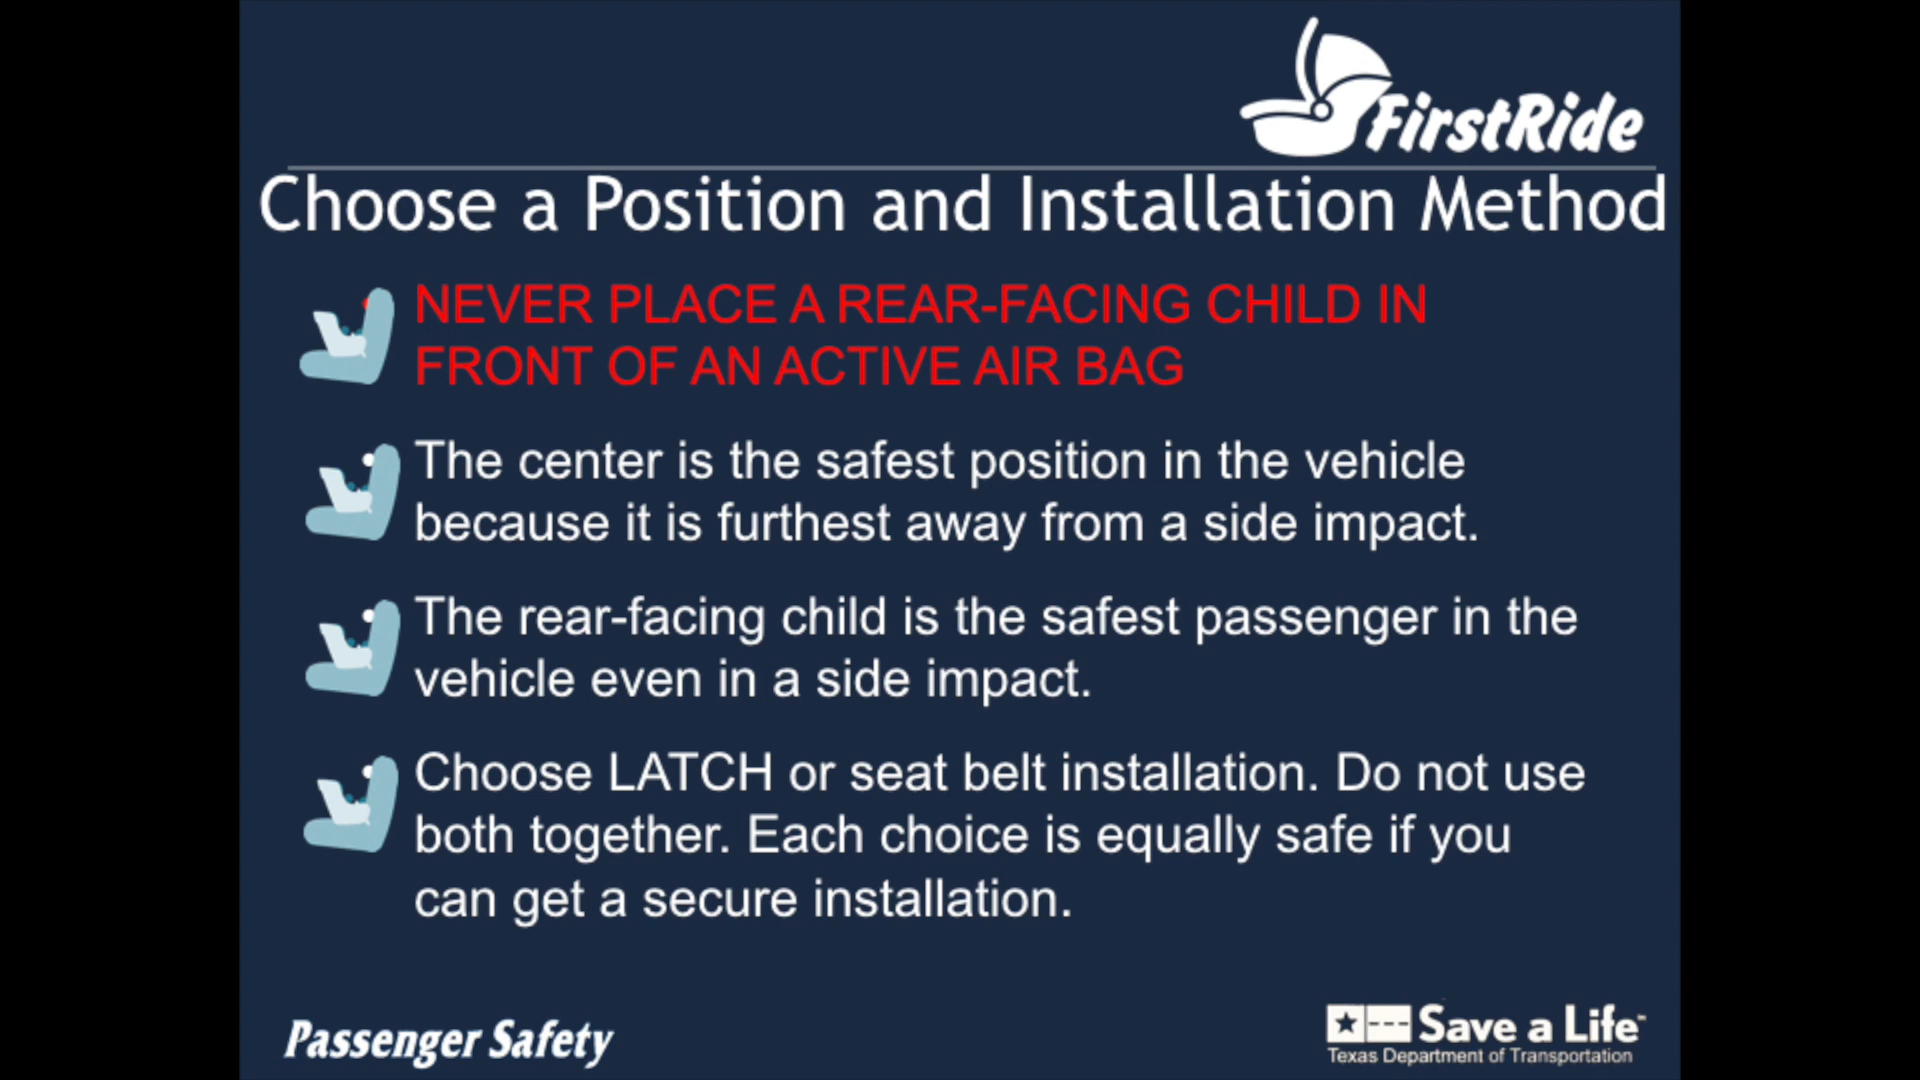 FirstRide
Choose a Position and Installation Method
NEVER PLACE A REAR-FACING CHILD IN
FRONT OF AN ACTIVE AIR BAG
The center is the safest position in the vehicle
because it is furthest away from a side impact.
The rear-facing child is the safest passenger in the
vehicle even in a side impact.
Choose LATCH or seat belt installation. Do not use
both together. Each choice is equally safe if you
can get a secure installation.
Passenger Safety
Save a Life™
Texas Department of Transportation